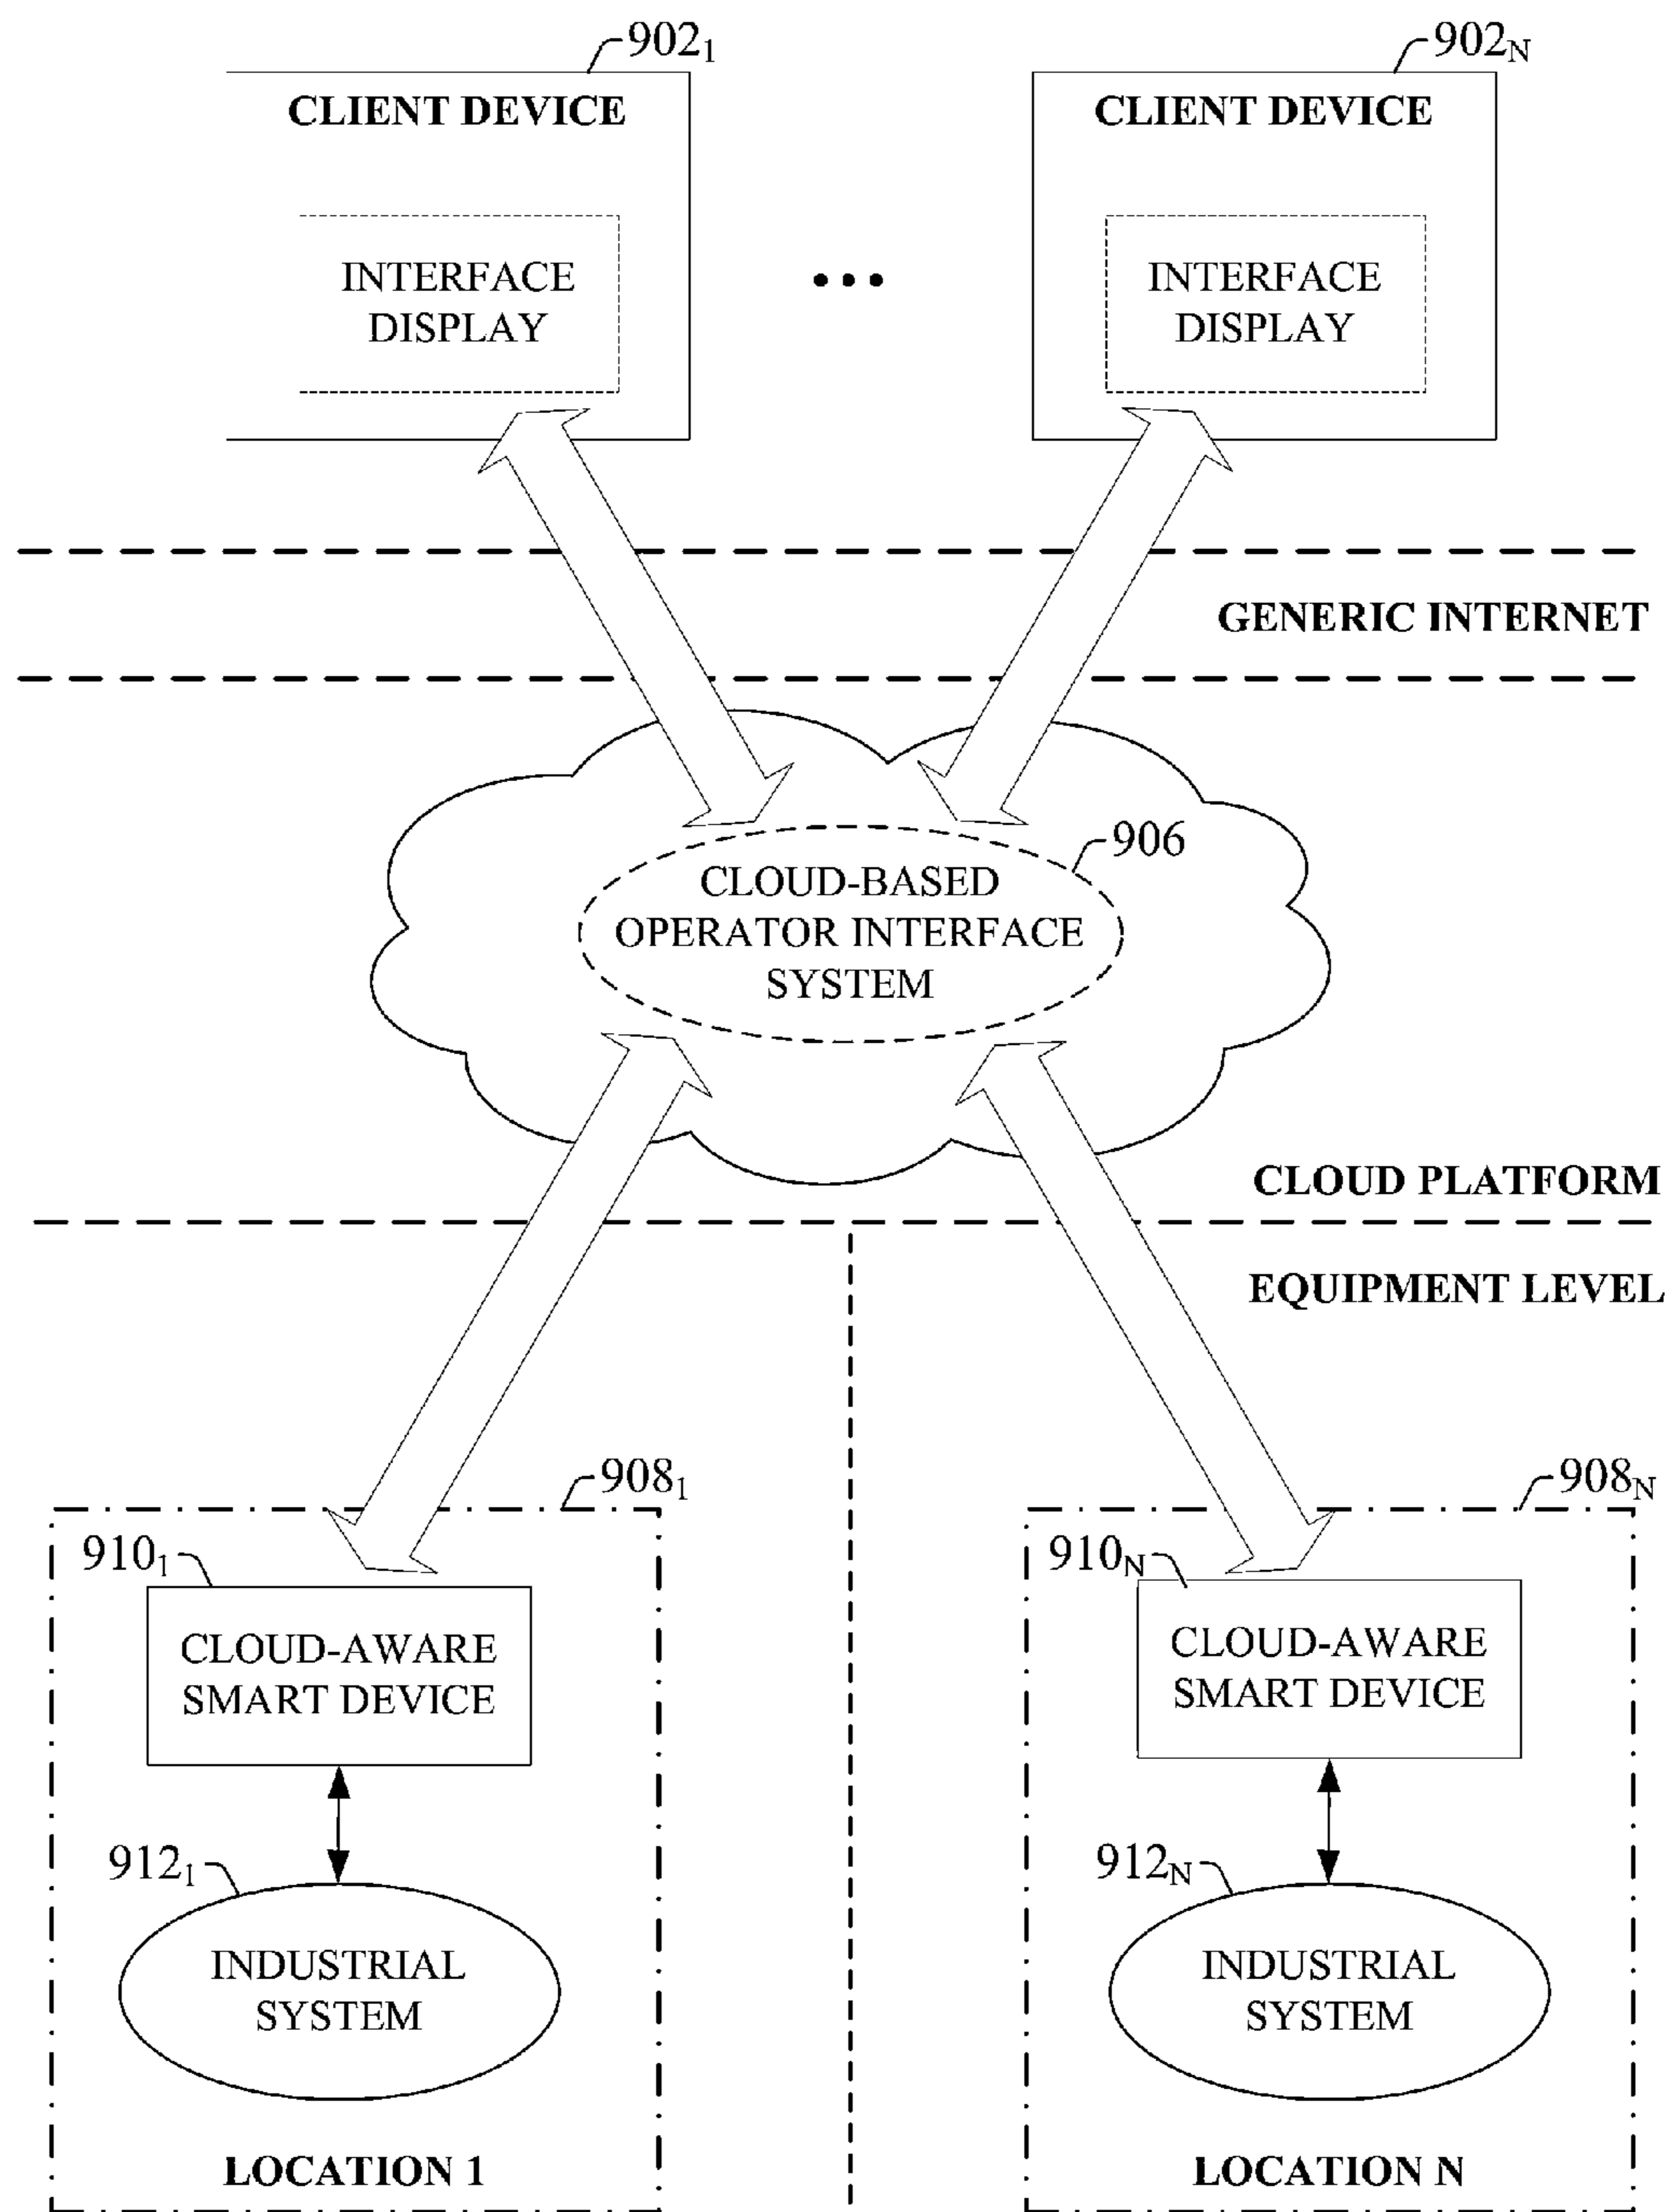 902₁
902N
CLIENT DEVICE
CLIENT DEVICE
INTERFACE
DISPLAY
•••
INTERFACE
DISPLAY
GENERIC INTERNET
906
CLOUD-BASED
OPERATOR INTERFACE
SYSTEM
CLOUD PLATFORM
EQUIPMENT LEVEL
908₁
908N
910₁
910N
CLOUD-AWARE
SMART DEVICE
CLOUD-AWARE
SMART DEVICE
912₁
912N
INDUSTRIAL
SYSTEM
INDUSTRIAL
SYSTEM
LOCATION 1
LOCATION N